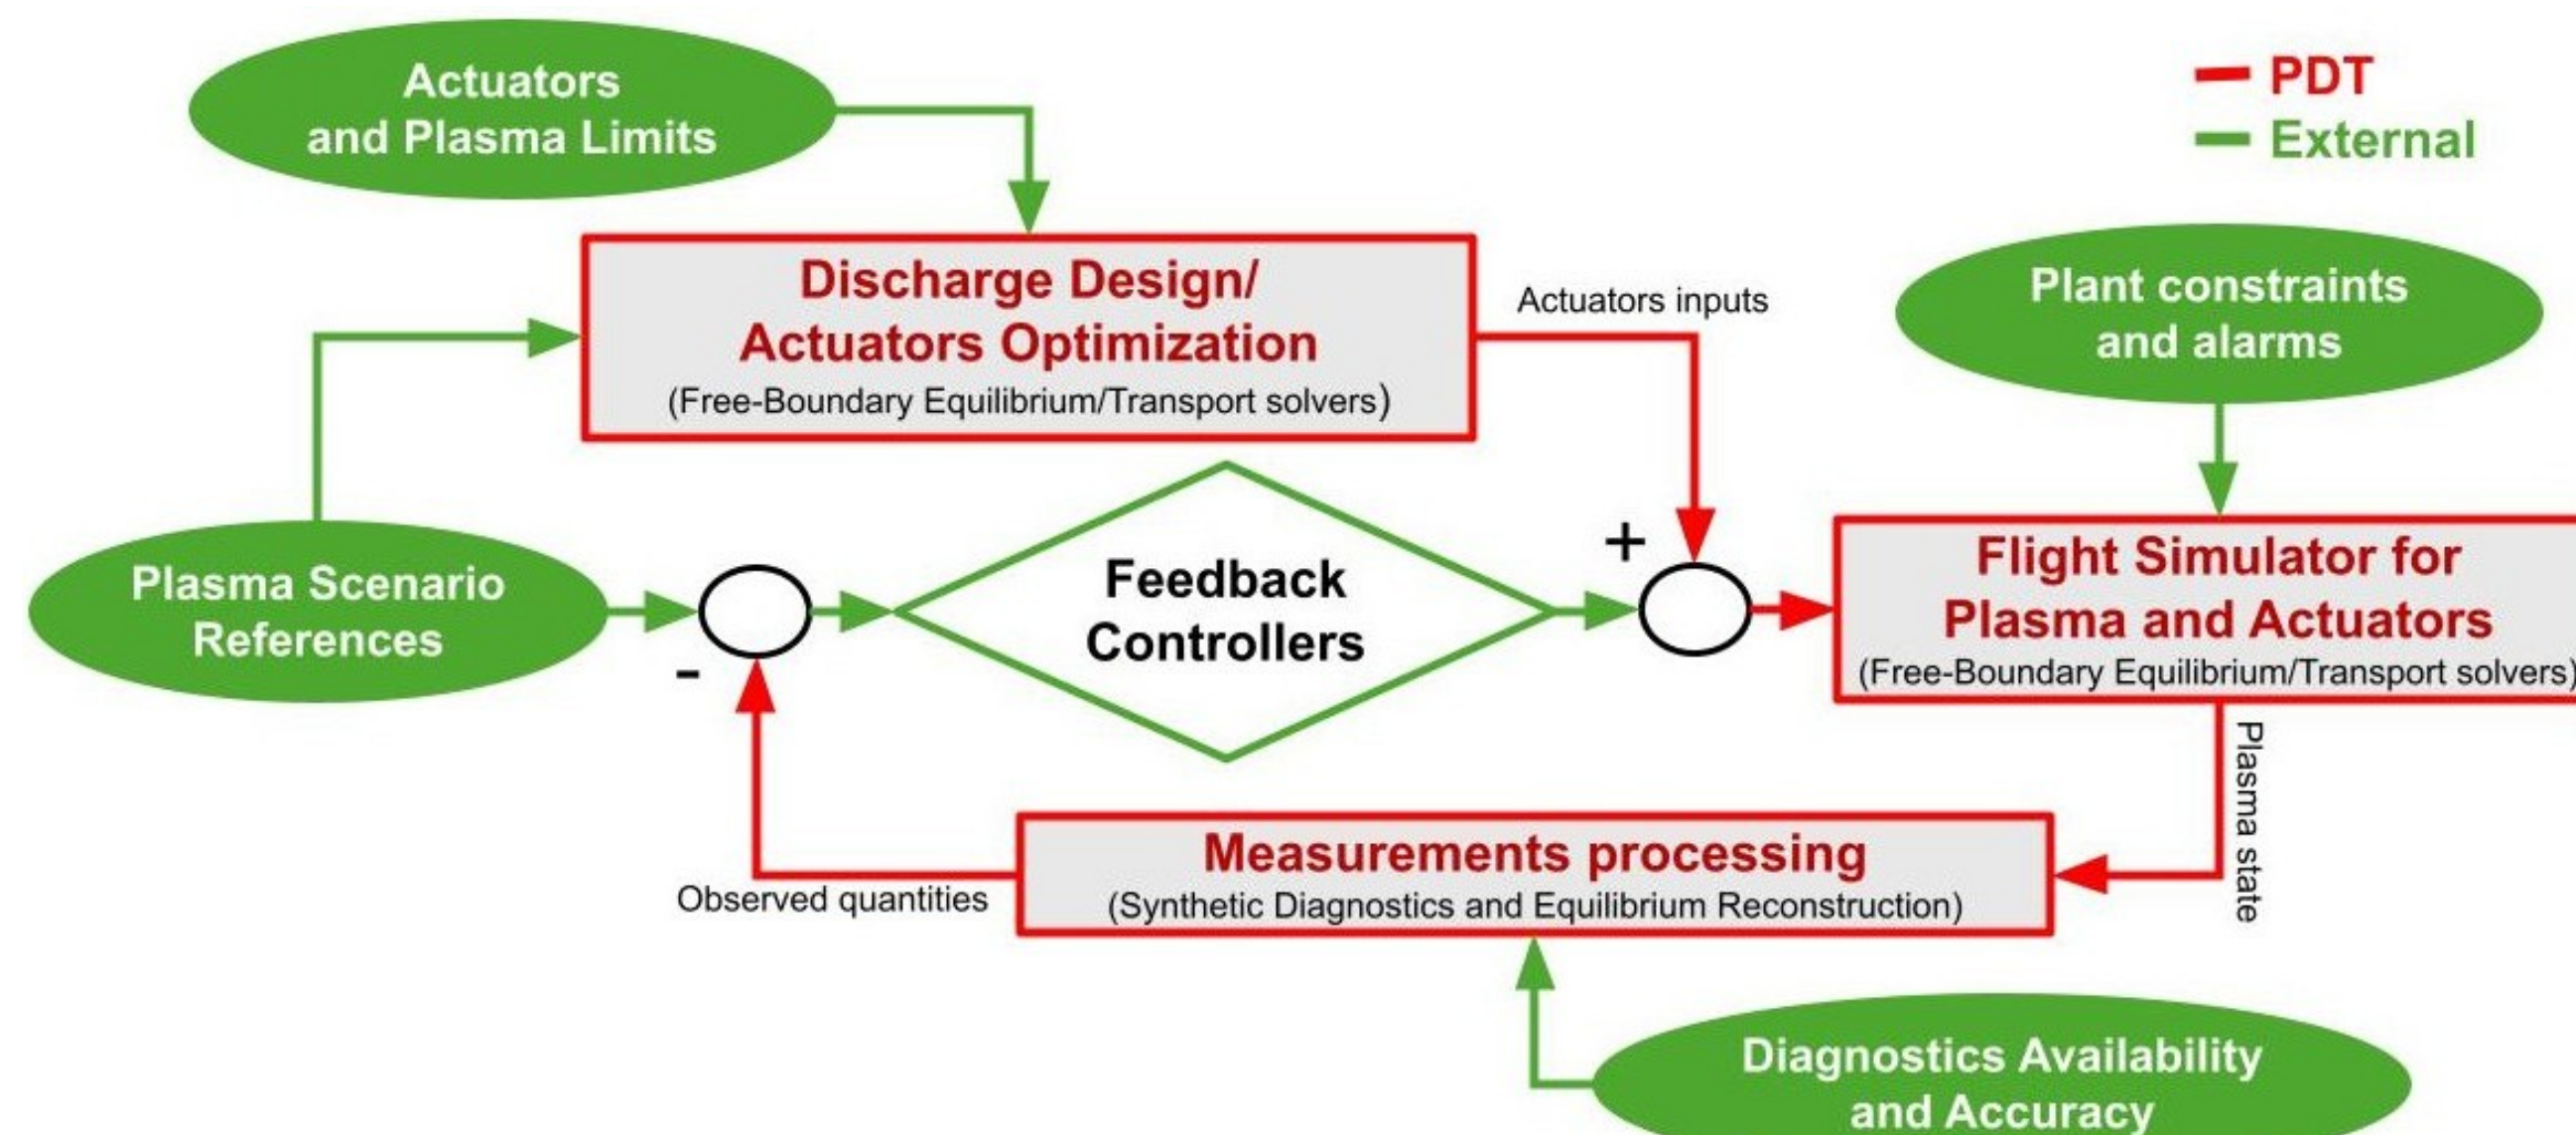 Actuators
and Plasma Limits
PDT
External
Discharge Design/
Actuators Optimization
(Free-Boundary Equilibrium/Transport solvers)
Actuators inputs
Plant constraints
and alarms
Plasma Scenario
References
-
Feedback
Controllers
+
Flight Simulator for
Plasma and Actuators
(Free-Boundary Equilibrium/Transport solvers)
Plasma state
Measurements processing
(Synthetic Diagnostics and Equilibrium Reconstruction)
Observed quantities
Diagnostics Availability
and Accuracy